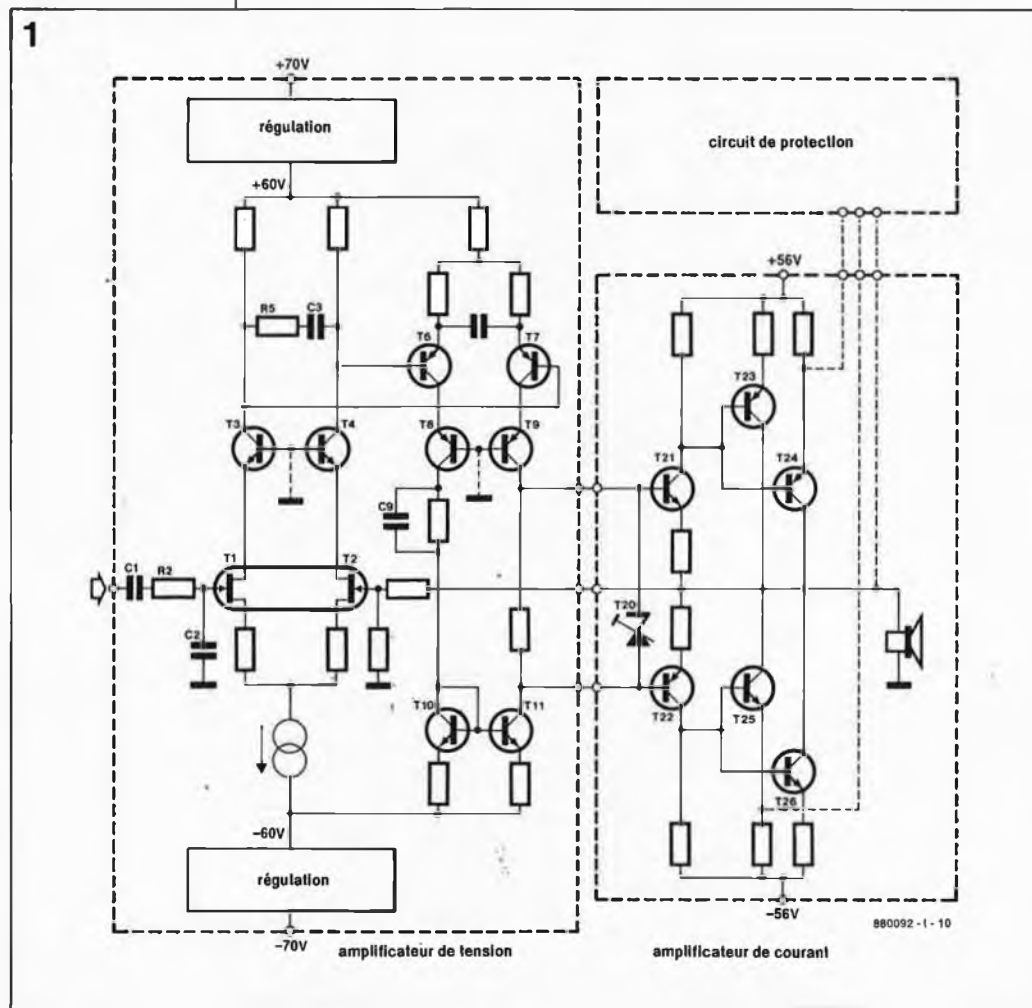 1
+70V
régulation
circuit de protection
+60V
+56V
R5
C3
T6
T7
T23
T3
T4
T8
T9
T21
T24
C9
C1
R2
T1
T2
T20
C2
T10
T11
T22
T25
T26
-60V
régulation
-70V
amplificateur de tension
-56V
880092 - I - 10
amplificateur de courant